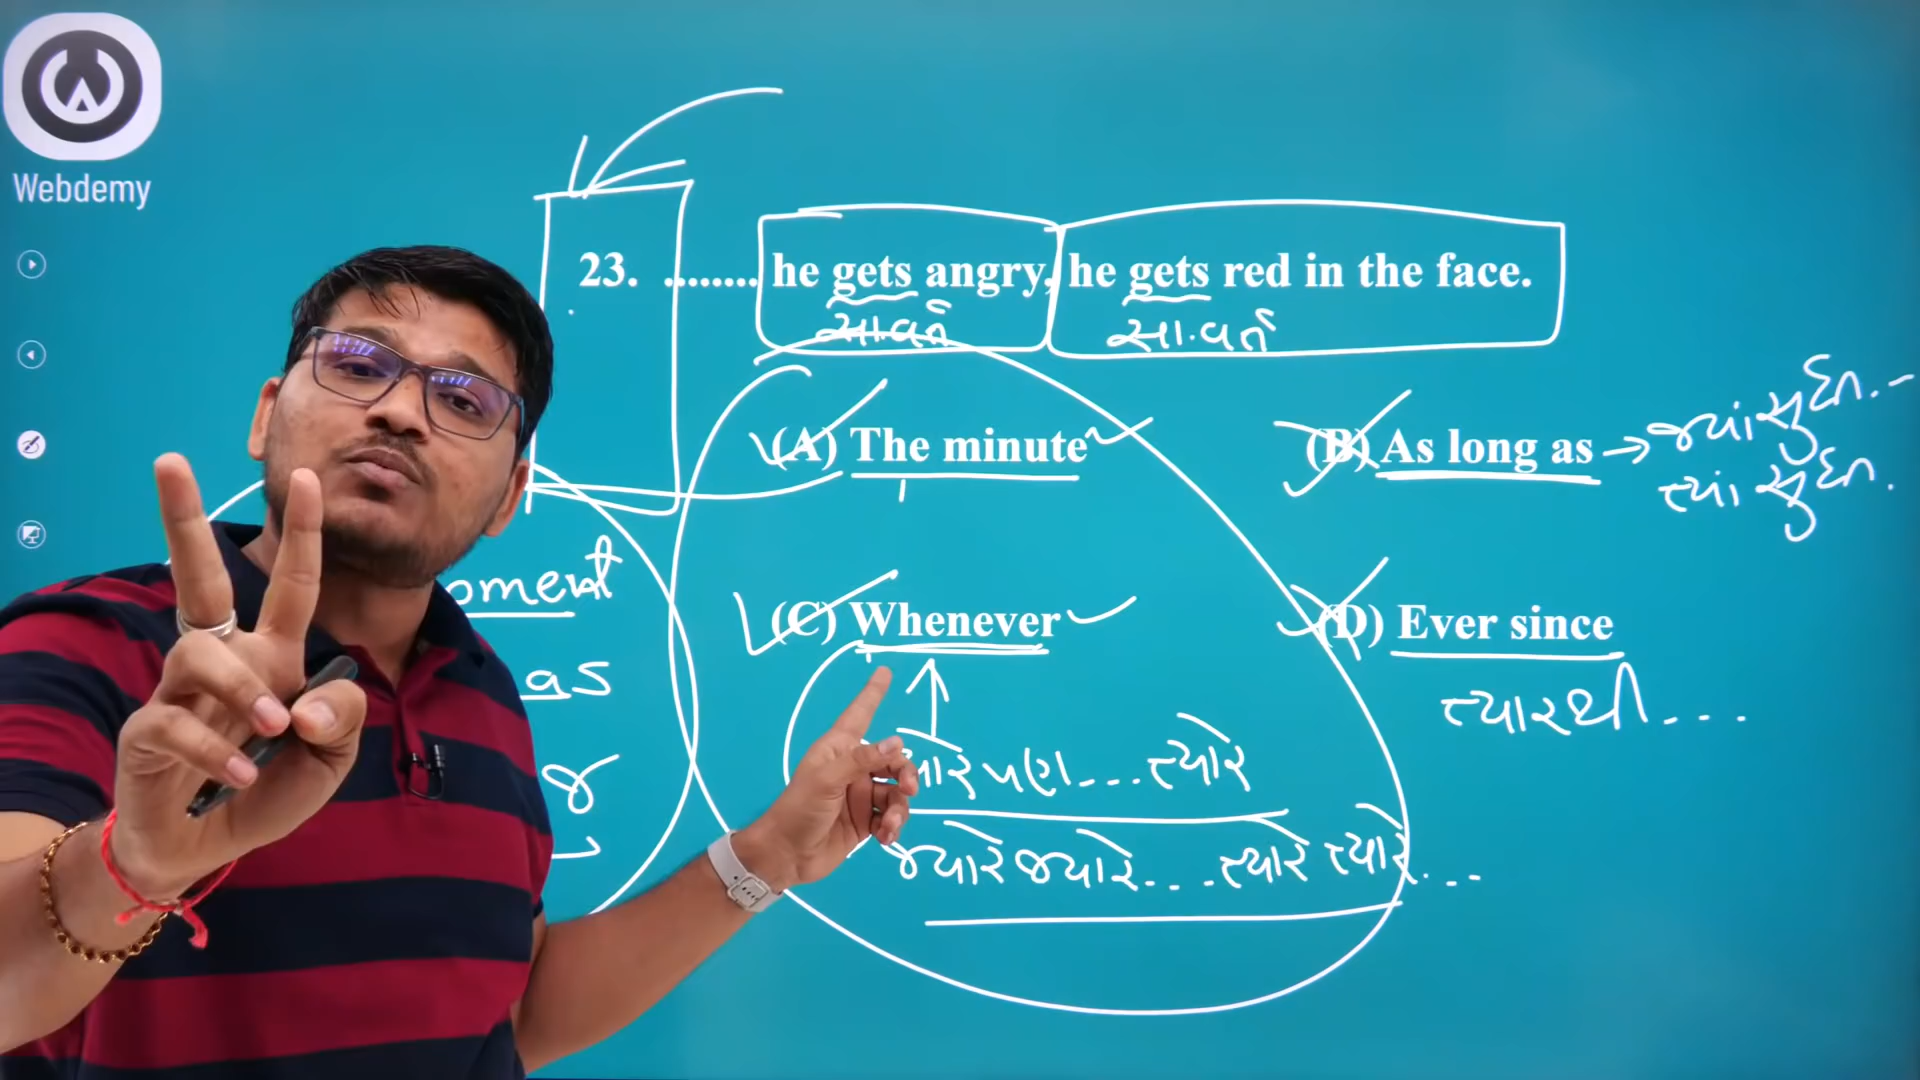 Webdemy
23. ........ he gets angry, he gets red in the face.
સા.વર્ત સા.વર્ત
(A) The minute (B) As long as → જ્યાંસુધી..
ત્યાં સુધી.
oment
(C) Whenever (D) Ever since
as
ત્યારથી...
પણ... ત્યારે
જ્યારે જ્યારે... ત્યારે ત્યારે...